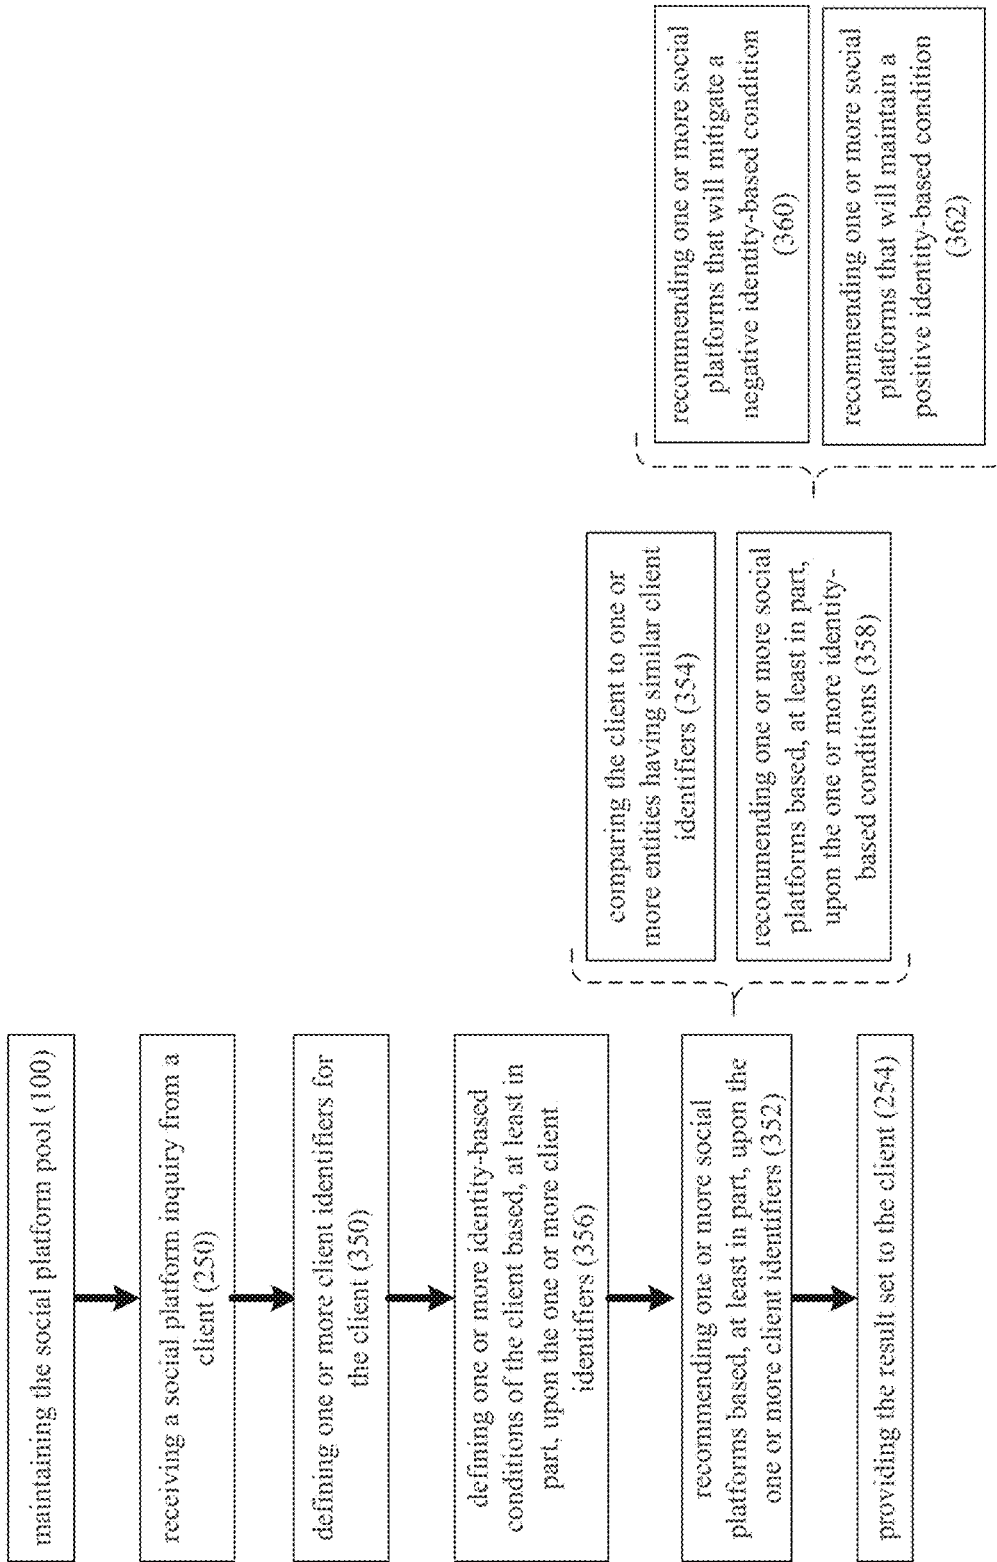 maintaining the social platform pool (100)
receiving a social platform inquiry from a
client (250)
defining one or more client identifiers for
the client (350)
defining one or more identity-based
conditions of the client based, at least in
part, upon the one or more client
identifiers (356)
recommending one or more social
platforms based, at least in part, upon the
one or more client identifiers (352)
providing the result set to the client (254)
comparing the client to one or
more entities having similar client
identifiers (354)
recommending one or more social
platforms based, at least in part,
upon the one or more identity-
based conditions (358)
recommending one or more social
platforms that will mitigate a
negative identity-based condition
(360)
recommending one or more social
platforms that will maintain a
positive identity-based condition
(362)